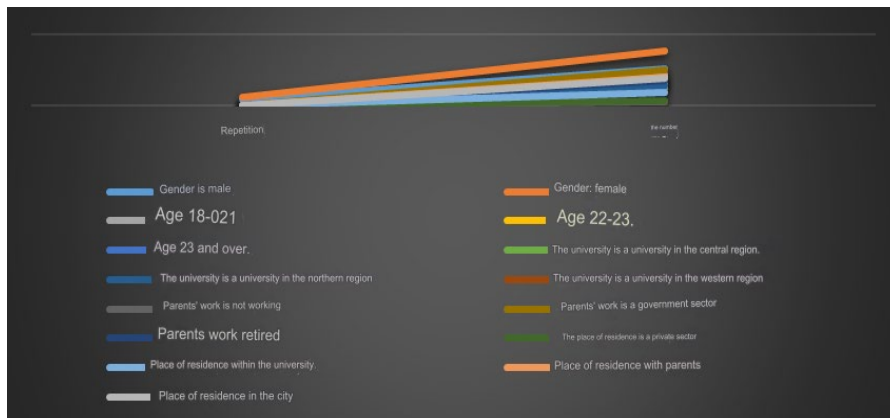 Repetition.
the number
Gender is male
Gender: female
Age 18-021
Age 22-23.
Age 23 and over.
The university is a university in the central region.
The university is a university in the northern region
The university is a university in the western region
Parents' work is not working
Parents' work is a government sector
Parents work retired
The place of residence is a private sector
Place of residence within the university.
Place of residence with parents
Place of residence in the city